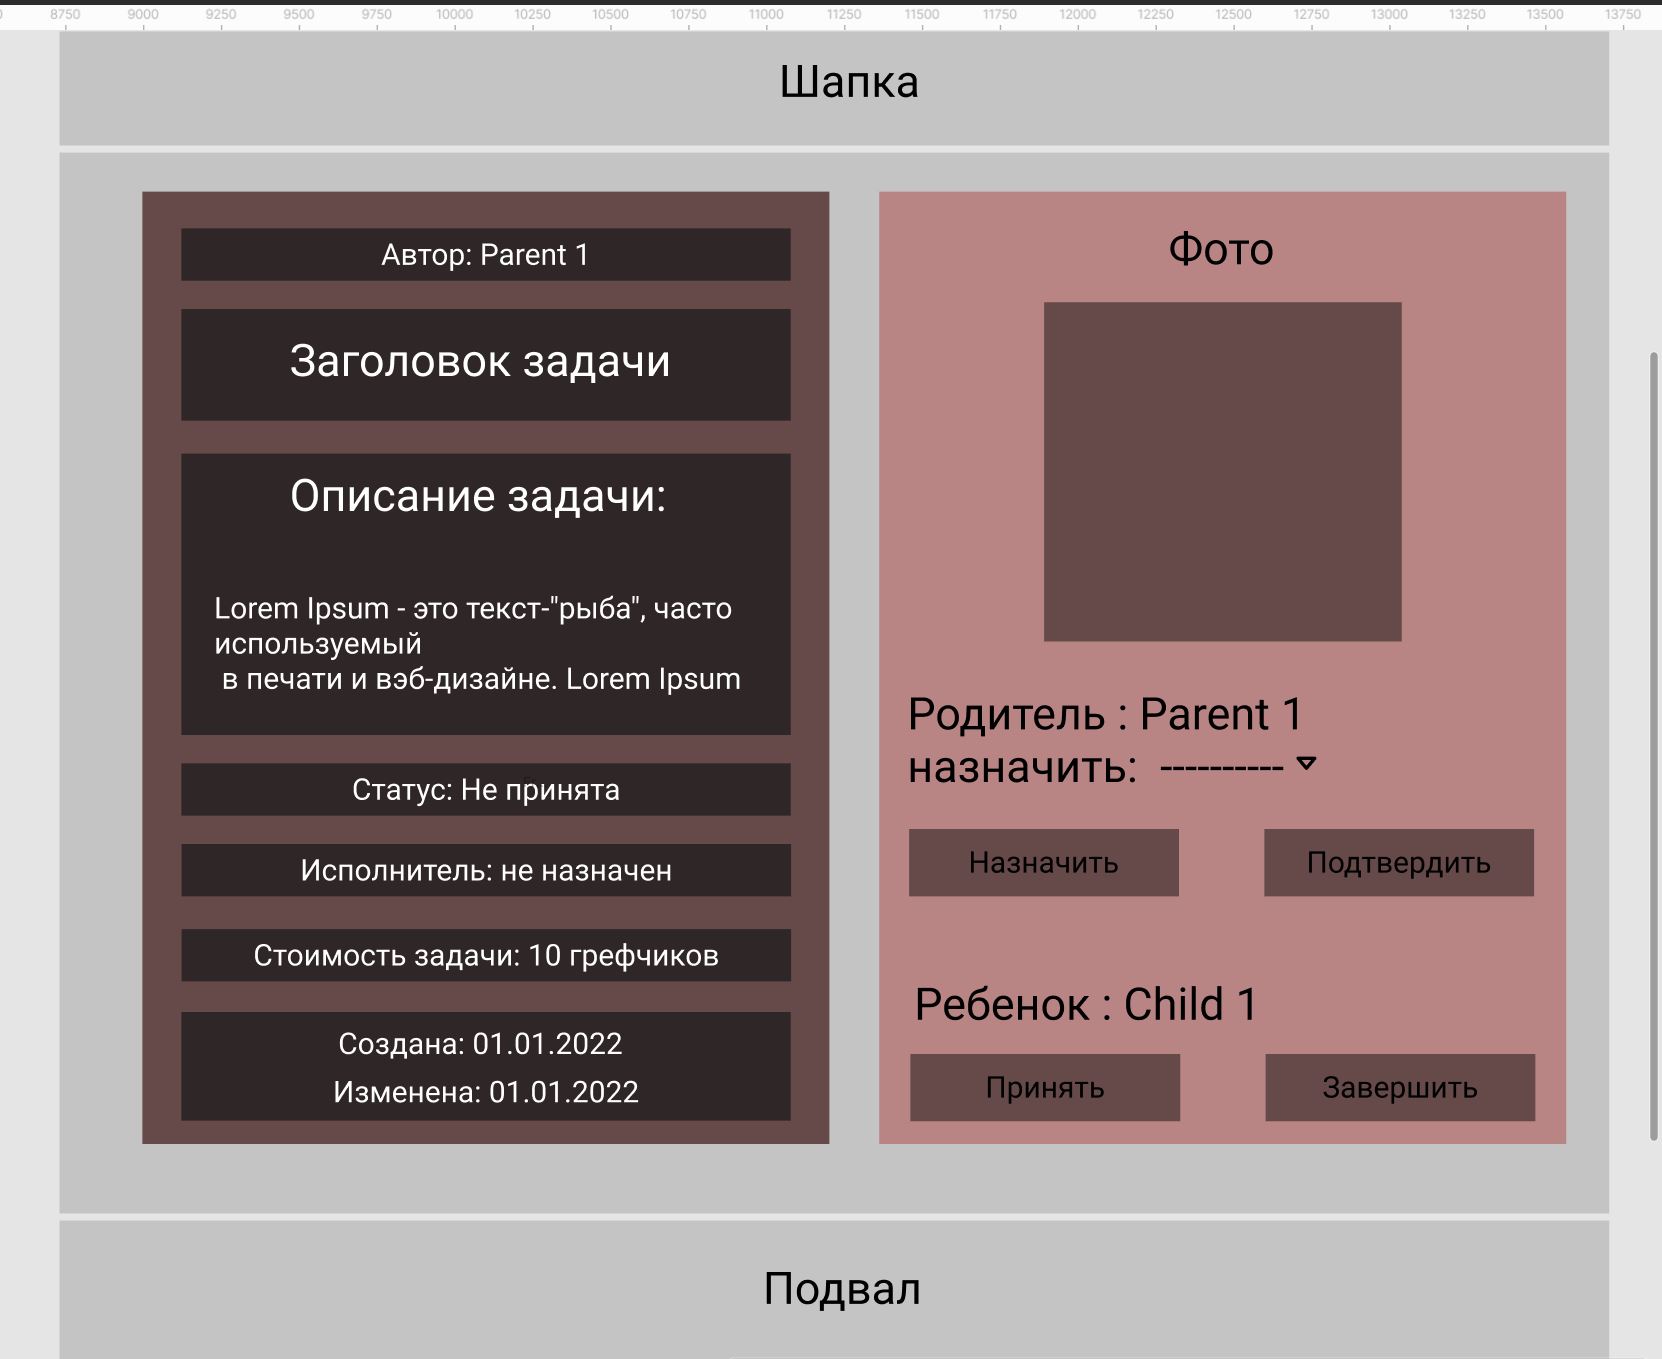 8750 9000 9250 9500 9750 10000 10250 10500 10750 11000 11250 11500 11750 12000 12250 12500 12750 13000 13250 13500 13750
Шапка
Автор: Parent 1
Заголовок задачи
Описание задачи:
Lorem Ipsum - это текст-"рыба", часто
используемый
в печати и вэб-дизайне. Lorem Ipsum
Статус: Не принята
Исполнитель: не назначен
Стоимость задачи: 10 грефчиков
Создана: 01.01.2022
Изменена: 01.01.2022
Фото
Родитель : Parent 1
назначить: ----------
Назначить
Подтвердить
Ребенок : Child 1
Принять
Завершить
Подвал